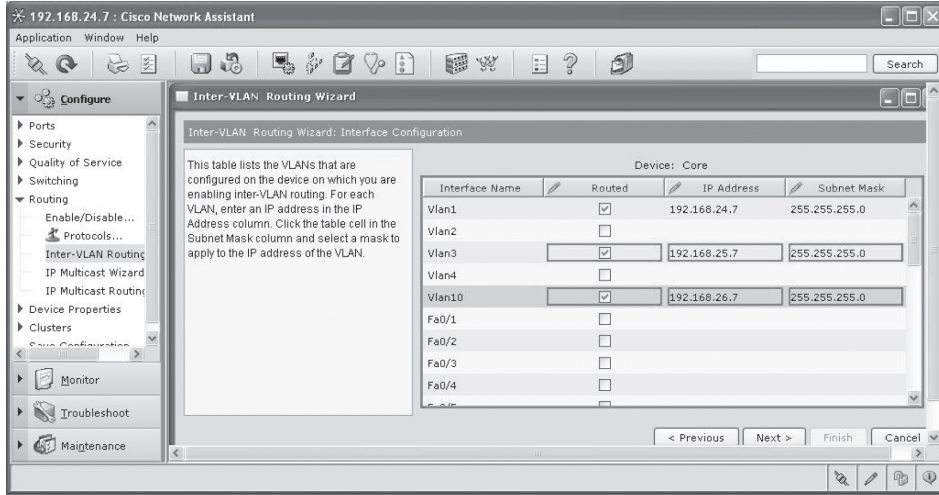 192.168.24.7 : Cisco Network Assistant
Application Window Help
Search
Configure
Ports
Security
Quality of Service
Switching
Routing
Enable/Disable...
Protocols...
Inter-VLAN Routing
IP Multicast Wizard
IP Multicast Routing
Device Properties
Clusters
Save Configuration
Monitor
Troubleshoot
Maintenance
Inter-VLAN Routing Wizard
Inter-VLAN Routing Wizard: Interface Configuration
This table lists the VLANs that are
configured on the device on which you are
enabling inter-VLAN routing. For each
VLAN, enter an IP address in the IP
Address column. Click the table cell in the
Subnet Mask column and select a mask to
apply to the IP address of the VLAN.
Device: Core
Interface Name Routed IP Address Subnet Mask
Vlan1 192.168.24.7 255.255.255.0
Vlan2
Vlan3 192.168.25.7 255.255.255.0
Vlan4
Vlan10 192.168.26.7 255.255.255.0
Fa0/1
Fa0/2
Fa0/3
Fa0/4
< Previous Next > Finish Cancel